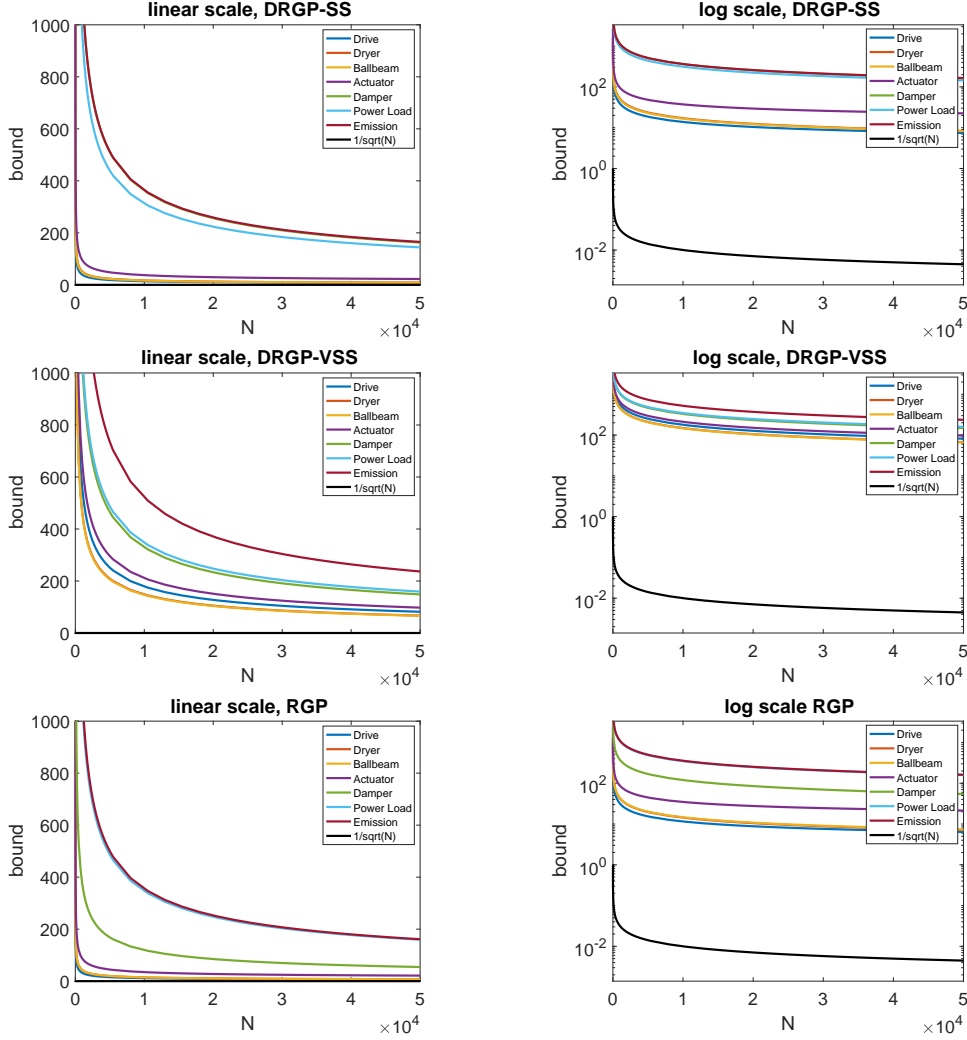 linear scale, DRGP-SS
1000
800
600
400
200
0
bound
0 1 2 3 4 5
N
×10^4
Drive
Dryer
Ballbeam
Actuator
Damper
Power Load
Emission
1/sqrt(N)
log scale, DRGP-SS
10^2
10^0
10^-2
bound
0 1 2 3 4 5
N
×10^4
Drive
Dryer
Ballbeam
Actuator
Damper
Power Load
Emission
1/sqrt(N)
linear scale, DRGP-VSS
1000
800
600
400
200
0
bound
0 1 2 3 4 5
N
×10^4
Drive
Dryer
Ballbeam
Actuator
Damper
Power Load
Emission
1/sqrt(N)
log scale, DRGP-VSS
10^2
10^0
10^-2
bound
0 1 2 3 4 5
N
×10^4
Drive
Dryer
Ballbeam
Actuator
Damper
Power Load
Emission
1/sqrt(N)
linear scale, RGP
1000
800
600
400
200
0
bound
0 1 2 3 4 5
N
×10^4
Drive
Dryer
Ballbeam
Actuator
Damper
Power Load
Emission
1/sqrt(N)
log scale RGP
10^2
10^0
10^-2
bound
0 1 2 3 4 5
N
×10^4
Drive
Dryer
Ballbeam
Actuator
Damper
Power Load
Emission
1/sqrt(N)